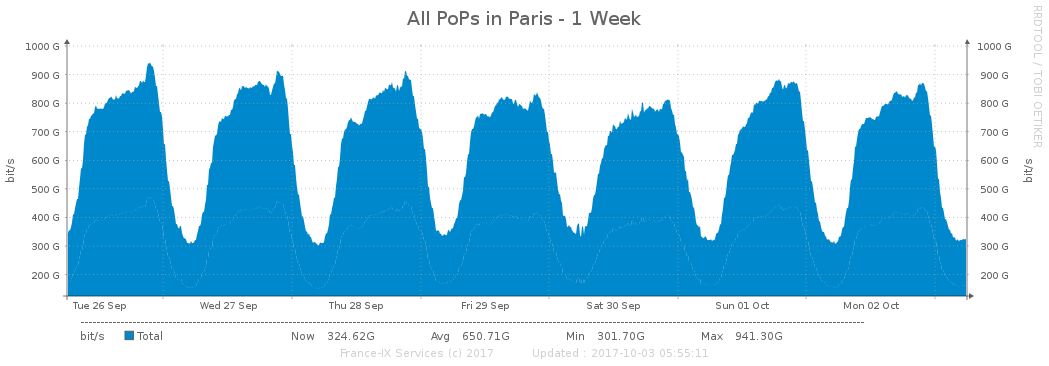 All PoPs in Paris - 1 Week
RRDTOOL / TOBI OETIKER
bit/s
1000 G
900 G
800 G
700 G
600 G
500 G
400 G
300 G
200 G
1000 G
900 G
800 G
700 G
600 G
500 G
400 G
300 G
200 G
bit/s
Tue 26 Sep Wed 27 Sep Thu 28 Sep Fri 29 Sep Sat 30 Sep Sun 01 Oct Mon 02 Oct
bit/s Total Now 324.62G Avg 650.71G Min 301.70G Max 941.30G
France-IX Services (c) 2017 Updated : 2017-10-03 05:55:11